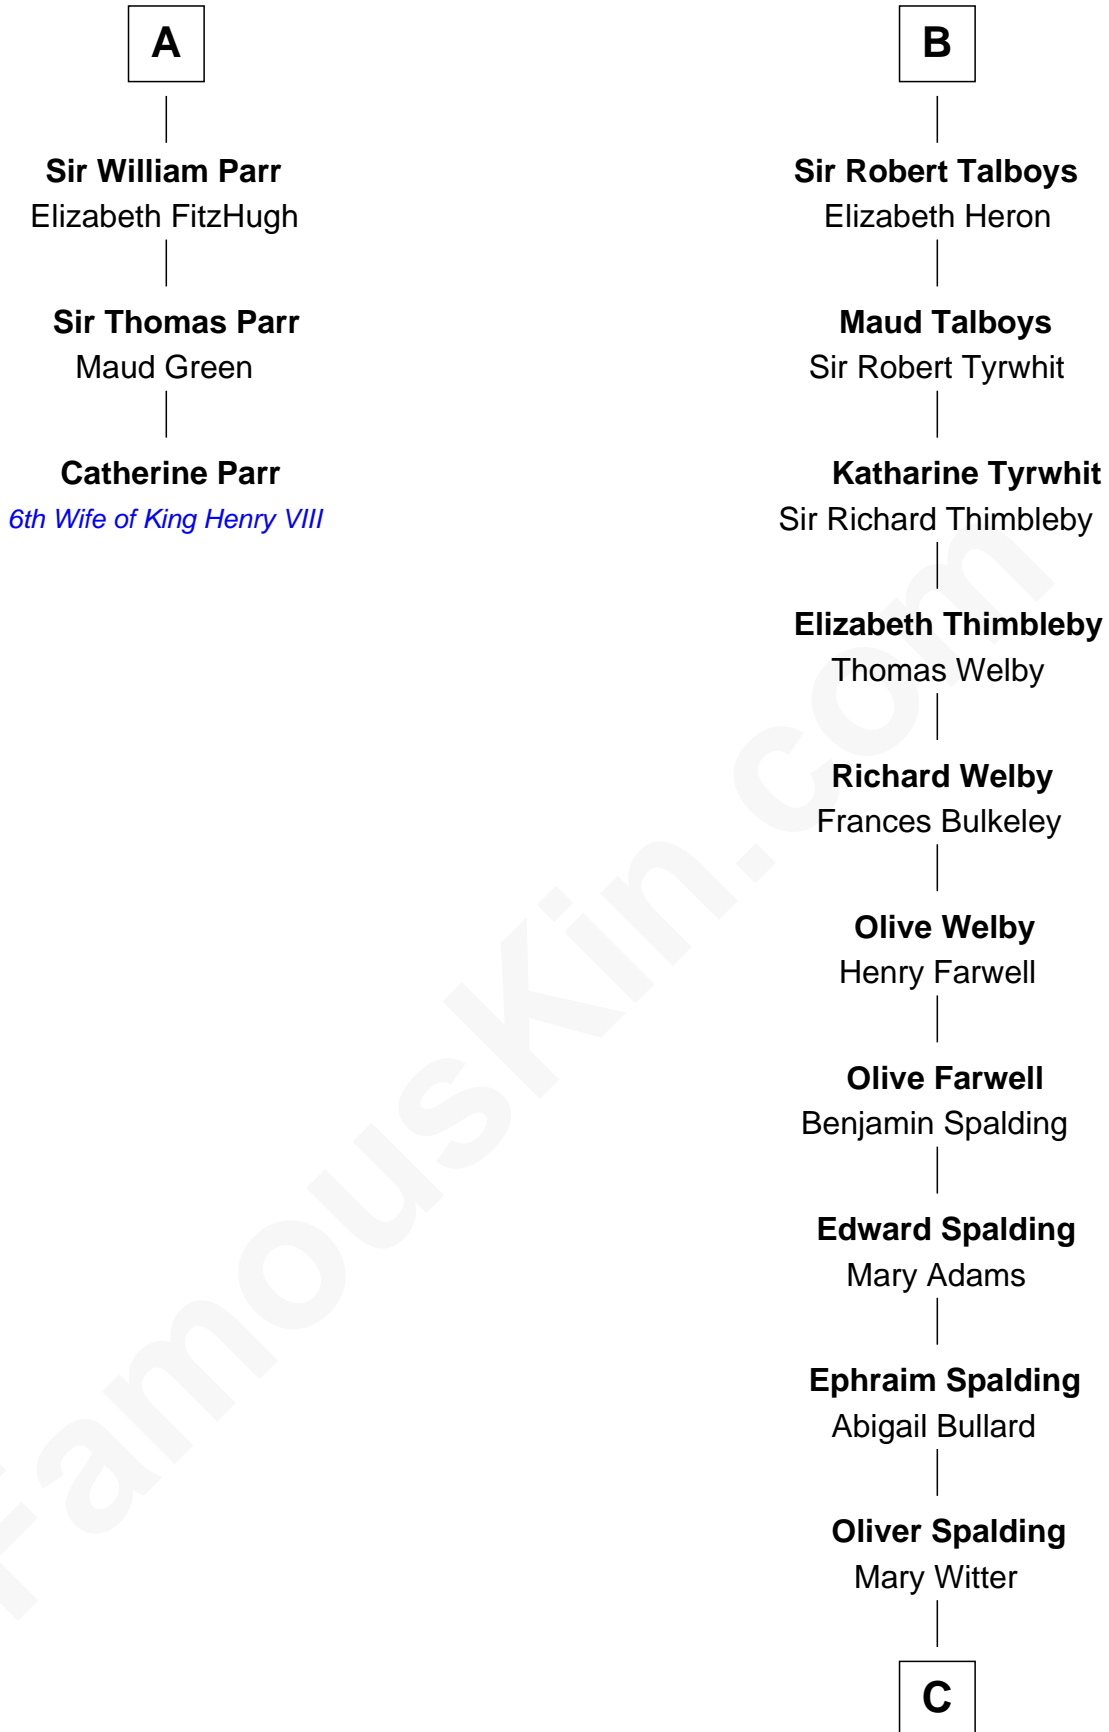 A
Sir William Parr
Elizabeth FitzHugh
Sir Thomas Parr
Maud Green
Catherine Parr
6th Wife of King Henry VIII
B
Sir Robert Talboys
Elizabeth Heron
Maud Talboys
Sir Robert Tyrwhit
Katharine Tyrwhit
Sir Richard Thimbleby
Elizabeth Thimbleby
Thomas Welby
Richard Welby
Frances Bulkeley
Olive Welby
Henry Farwell
Olive Farwell
Benjamin Spalding
Edward Spalding
Mary Adams
Ephraim Spalding
Abigail Bullard
Oliver Spalding
Mary Witter
C
FamousKin.com